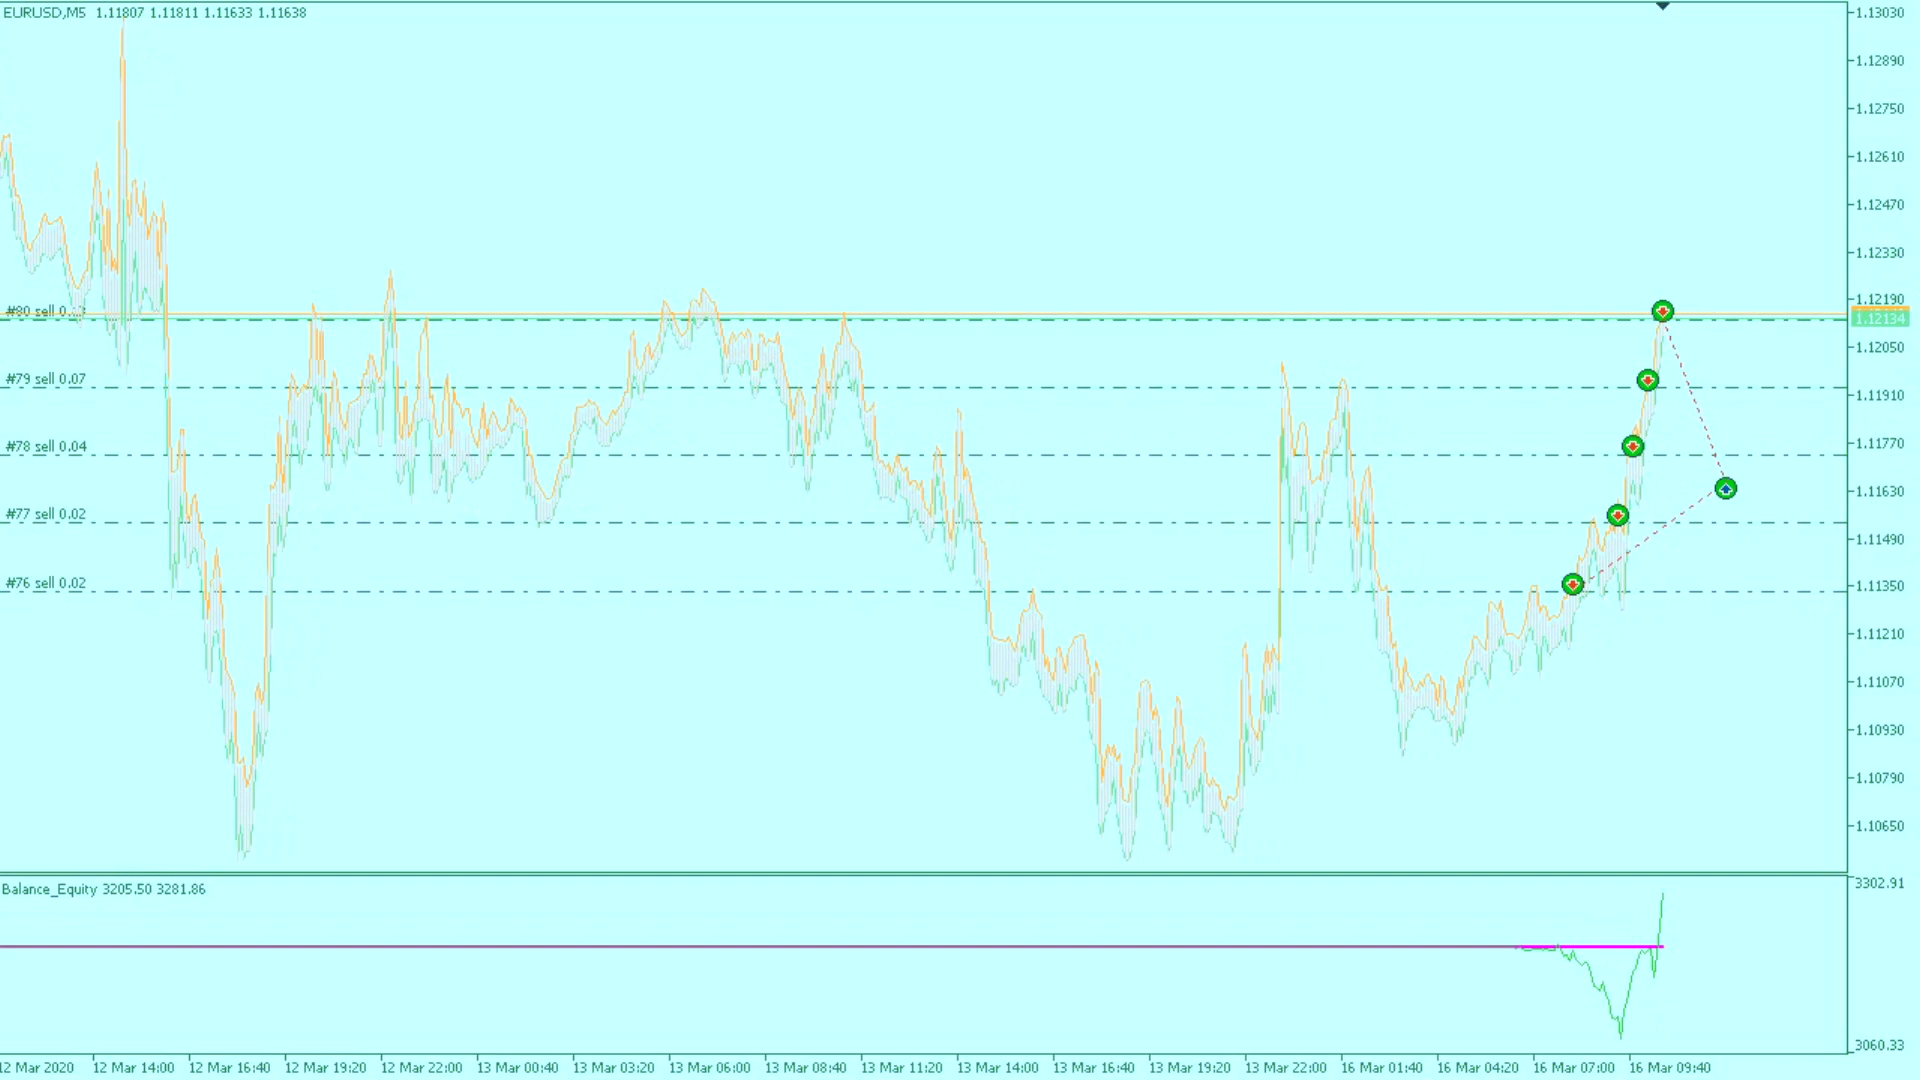 EURUSD,M5 1.11807 1.11811 1.11633 1.11638
1.13030
1.12890
1.12750
1.12610
1.12470
1.12330
1.12190
#80 sell
1.12134
1.12050
#79 sell 0.07
1.11910
#78 sell 0.04
1.11770
1.11630
#77 sell 0.02
1.11490
#76 sell 0.02
1.11350
1.11210
1.11070
1.10930
1.10790
1.10650
Balance_Equity 3205.50 3281.86
3302.91
3060.33
12 Mar 2020 12 Mar 14:00 12 Mar 16:40 12 Mar 19:20 12 Mar 22:00 13 Mar 00:40 13 Mar 03:20 13 Mar 06:00 13 Mar 08:40 13 Mar 11:20 13 Mar 14:00 13 Mar 16:40 13 Mar 19:20 13 Mar 22:00 16 Mar 01:40 16 Mar 04:20 16 Mar 07:00 16 Mar 09:40